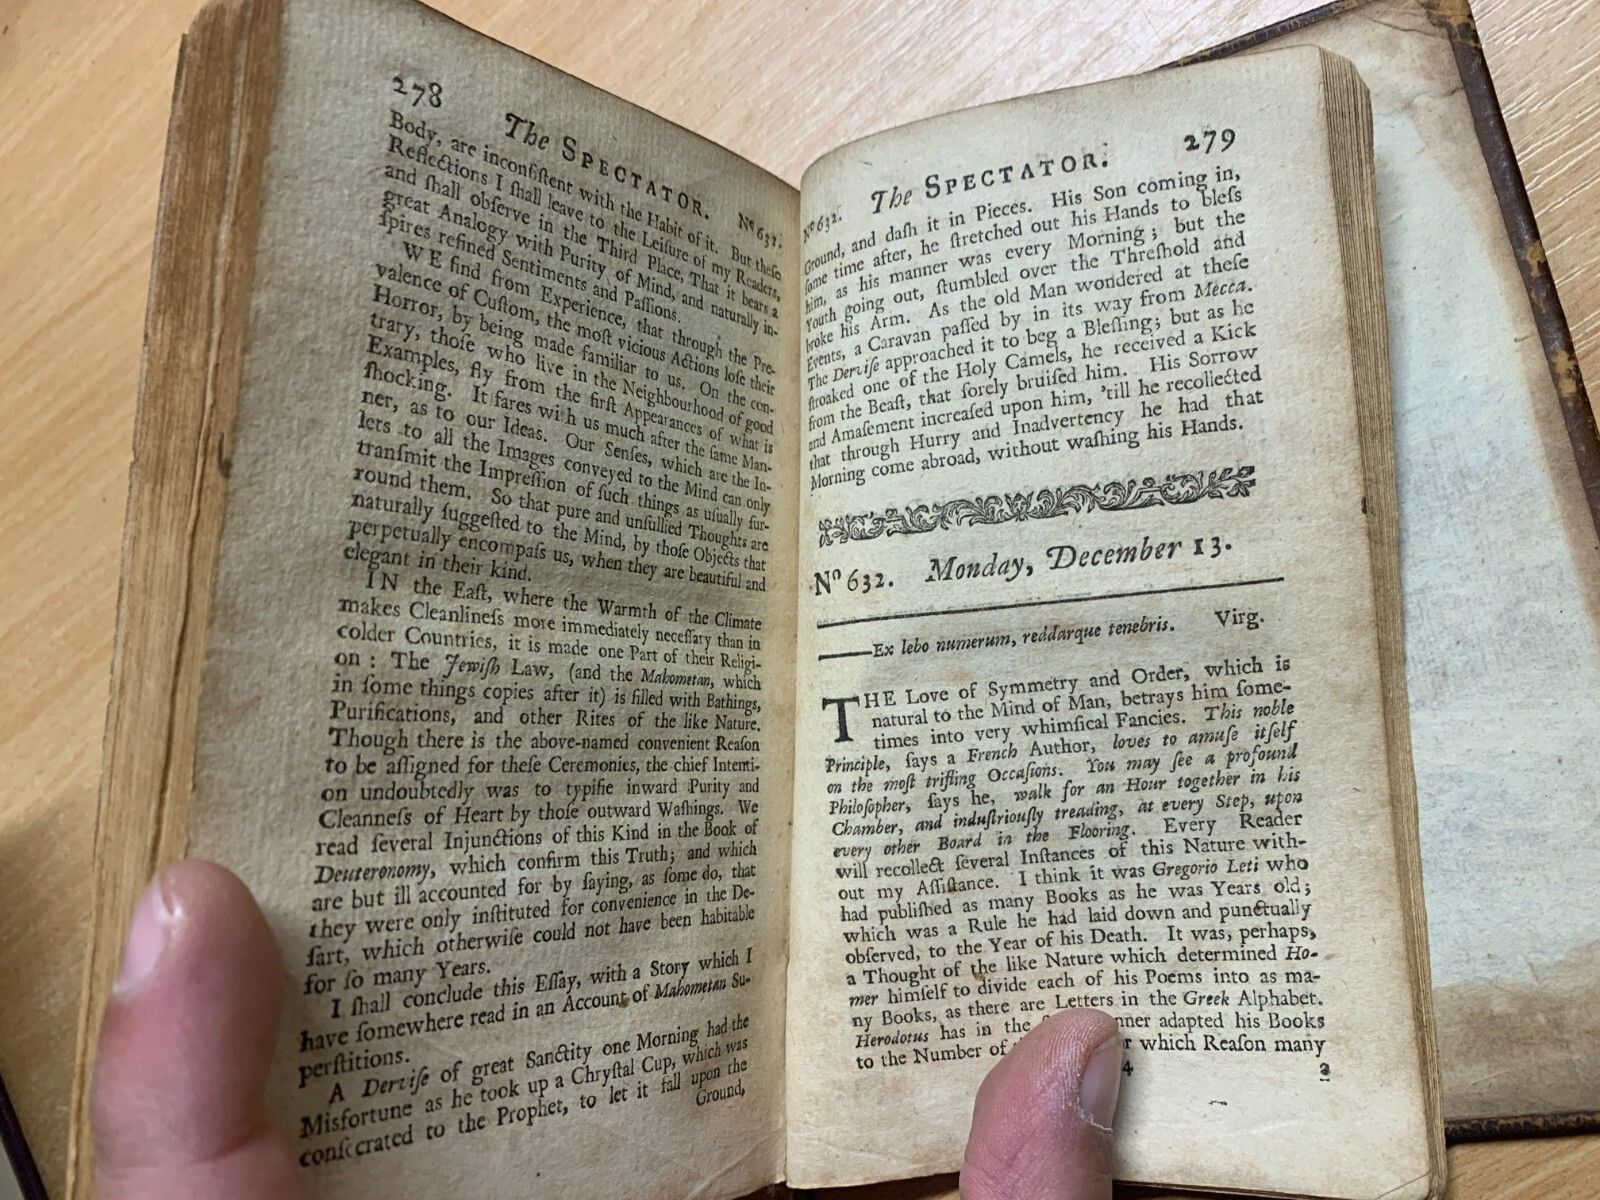 278
The SPECTATOR. Nº 631.
Body, are inconſiſtent with the Habit of it. But theſe
Reflections I ſhall leave to the Leiſure of my Readers,
and ſhall obſerve in the Third Place, That it bears a
great Analogy with Purity of Mind, and naturally in-
ſpires refined Sentiments and Paſſions.
WE find from Experience, that through the Pre-
valence of Cuſtom, the moſt vicious Actions loſe their
Horror, by being made familiar to us. On the con-
trary, thoſe who live in the Neighbourhood of good
Examples, fly from the firſt Appearances of what is
ſhocking. It fares with us much after the ſame Man-
ner, as to our Ideas. Our Senſes, which are the In-
lets to all the Images conveyed to the Mind can only
tranſmit the Impreſſion of ſuch things as uſually ſur-
round them. So that pure and unſullied Thoughts are
naturally ſuggeſted to the Mind, by thoſe Objects that
perpetually encompaſs us, when they are beautiful and
elegant in their kind.
IN the Eaſt, where the Warmth of the Climate
makes Cleanlineſs more immediately neceſſary than in
colder Countries, it is made one Part of their Religi-
on : The Jewiſh Law, (and the Mahometan, which
in ſome things copies after it) is filled with Bathings,
Purifications, and other Rites of the like Nature.
Though there is the above-named convenient Reaſon
to be aſſigned for theſe Ceremonies, the chief Intenti-
on undoubtedly was to typifie inward Purity and
Cleanneſs of Heart by thoſe outward Waſhings. We
read ſeveral Injunctions of this Kind in the Book of
Deuteronomy, which confirm this Truth; and which
are but ill accounted for by ſaying, as ſome do, that
they were only inſtituted for convenience in the De-
ſart, which otherwiſe could not have been habitable
for ſo many Years.
I ſhall conclude this Eſſay, with a Story which I
have ſomewhere read in an Account of Mahometan Su-
perſtitions.
A Derviſe of great Sanctity one Morning had the
Misfortune as he took up a Chryſtal Cup, which was
conſecrated to the Prophet, to let it fall upon the
Ground,
Nº 632. The SPECTATOR. 279
Ground, and daſh it in Pieces. His Son coming in,
ſome time after, he ſtretched out his Hands to bleſs
him, as his manner was every Morning; but the
Youth going out, ſtumbled over the Threſhold and
broke his Arm. As the old Man wondered at theſe
Events, a Caravan paſſed by in its way from Mecca.
The Derviſe approached it to beg a Bleſſing; but as he
ſtroaked one of the Holy Camels, he received a Kick
from the Beaſt, that ſorely bruiſed him. His Sorrow
and Amaſement increaſed upon him, 'till he recollected
that through Hurry and Inadvertency he had that
Morning come abroad, without waſhing his Hands.
Nº 632. Monday, December 13.
——Ex lebo numerum, reddarque tenebris. Virg.
THE Love of Symmetry and Order, which is
natural to the Mind of Man, betrays him ſome-
times into very whimſical Fancies. This noble
Principle, ſays a French Author, loves to amuſe itſelf
on the moſt trifling Occaſions. You may ſee a profound
Philoſopher, ſays he, walk for an Hour together in his
Chamber, and induſtriouſly treading, at every Step, upon
every other Board in the Flooring. Every Reader
will recollect ſeveral Inſtances of this Nature with-
out my Aſſiſtance. I think it was Gregorio Leti who
had publiſhed as many Books as he was Years old;
which was a Rule he had laid down and punctually
obſerved, to the Year of his Death. It was, perhaps,
a Thought of the like Nature which determined Ho-
mer himſelf to divide each of his Poems into as ma-
ny Books, as there are Letters in the Greek Alphabet.
Herodotus has in the adapted his Books
to the Number of which Reaſon many
4 2